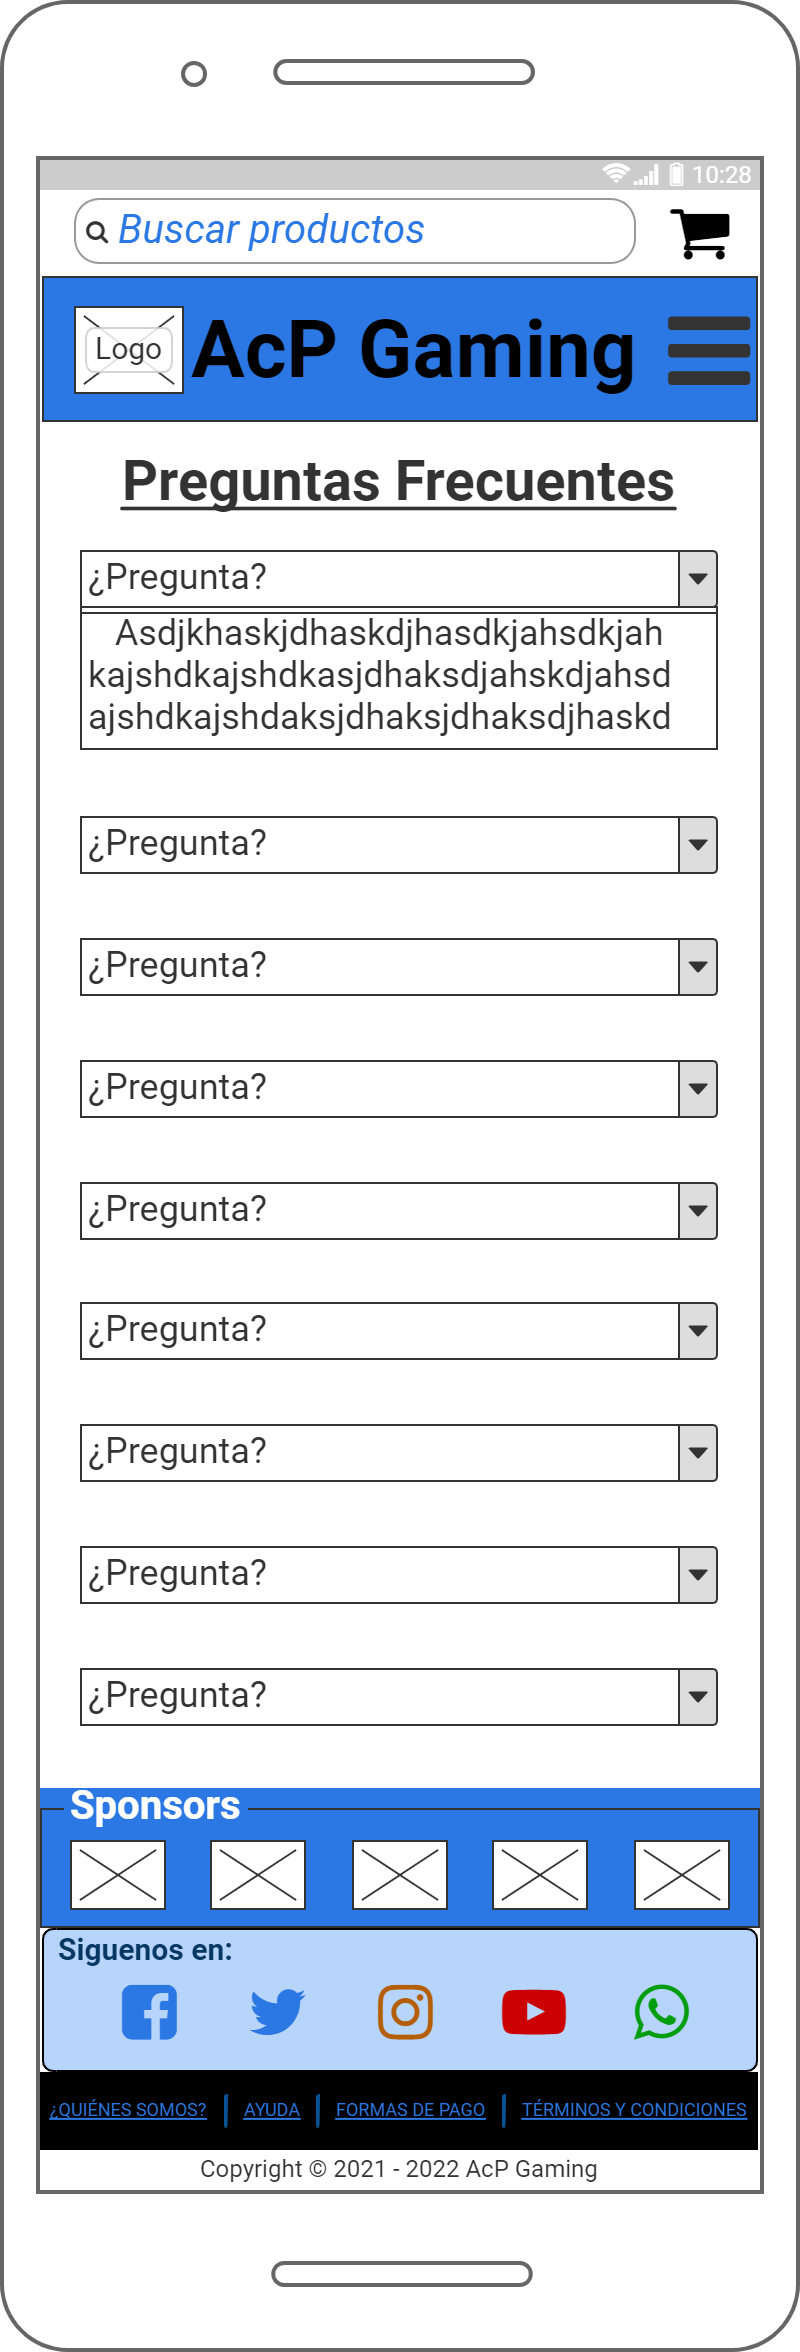 10:28
Buscar productos
Logo
AcP Gaming
Preguntas Frecuentes
¿Pregunta?
Asdjkhaskjdhaskdjhasdkjahsdkjah
kajshdkajshdkasjdhaksdjahskdjahsd
ajshdkajshdaksjdhaksjdhaksdjhaskd
¿Pregunta?
¿Pregunta?
¿Pregunta?
¿Pregunta?
¿Pregunta?
¿Pregunta?
¿Pregunta?
¿Pregunta?
Sponsors
Siguenos en:
¿QUIÉNES SOMOS? AYUDA FORMAS DE PAGO TÉRMINOS Y CONDICIONES
Copyright © 2021 - 2022 AcP Gaming